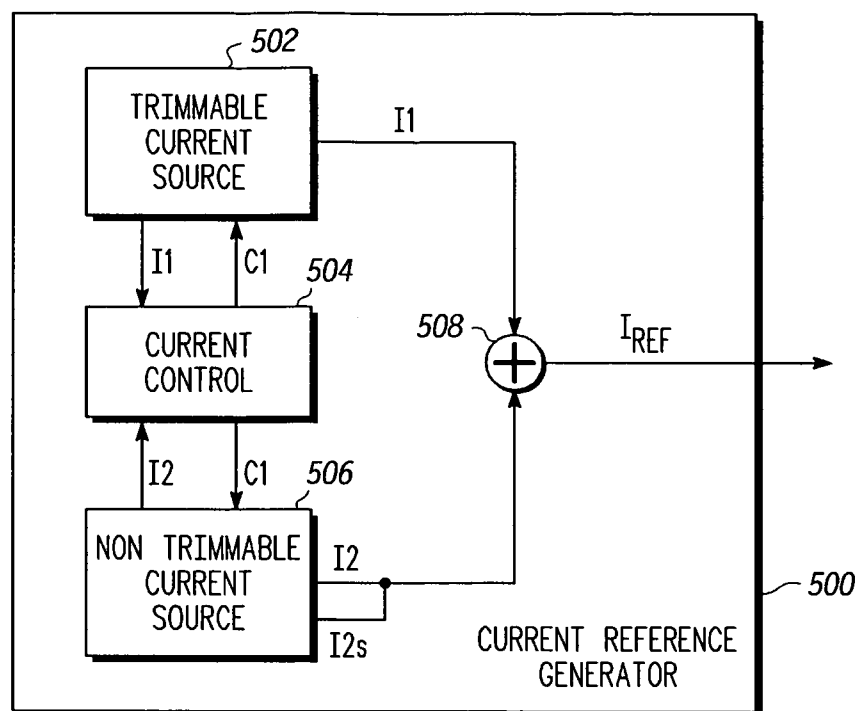 502
TRIMMABLE
CURRENT
SOURCE
I1
I1
C1
504
CURRENT
CONTROL
508
I_REF
I2
C1
506
NON TRIMMABLE
CURRENT
SOURCE
I2
I2s
500
CURRENT REFERENCE
GENERATOR